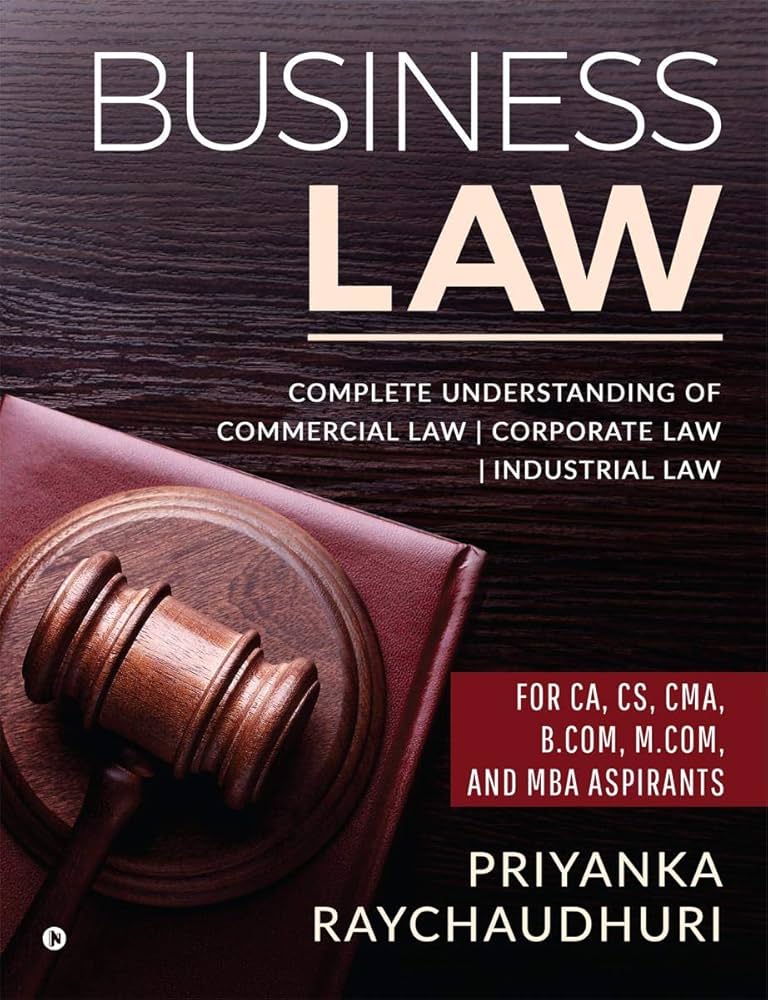 BUSINESS
LAW
COMPLETE UNDERSTANDING OF
COMMERCIAL LAW | CORPORATE LAW
| INDUSTRIAL LAW
FOR CA, CS, CMA,
B.COM, M.COM,
AND MBA ASPIRANTS
PRIYANKA
RAYCHAUDHURI
N